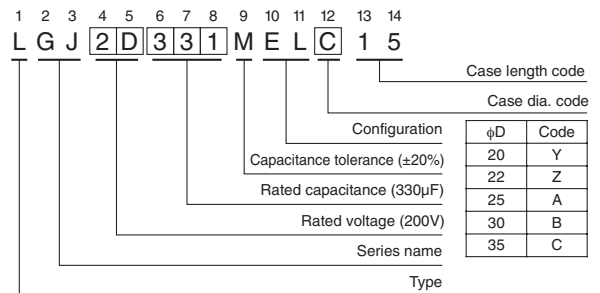 1 2 3 4 5 6 7 8 9 10 11 12 13 14
L G J 2 D 3 3 1 M E L C 1 5
Case length code
Case dia. code
Configuration
Capacitance tolerance (±20%)
Rated capacitance (330µF)
Rated voltage (200V)
Series name
Type
ϕD Code
20 Y
22 Z
25 A
30 B
35 C